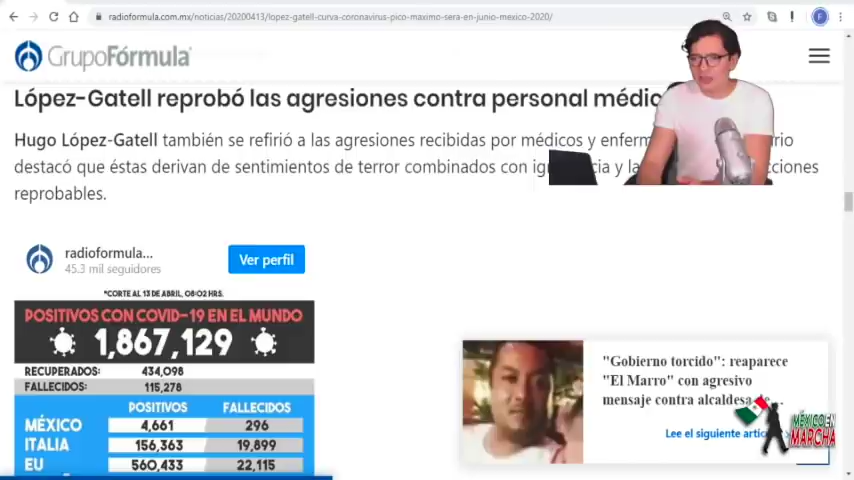 radioformula.com.mx/noticias/20200413/lopez-gatell-curva-coronavirus-pico-maximo-sera-en-junio-mexico-2020/
F
GrupoFórmula
López-Gatell reprobó las agresiones contra personal médic
Hugo López-Gatell también se refirió a las agresiones recibidas por médicos y
destacó que éstas derivan de sentimientos de terror combinados con y
reprobables.
radioformula...
45.3 mil seguidores
Ver perfil
*CORTE AL 13 DE ABRIL, 08:02 HRS.
POSITIVOS CON COVID-19 EN EL MUNDO
1,867,129
RECUPERADOS: 434,098
FALLECIDOS: 115,278
POSITIVOS FALLECIDOS
MÉXICO 4,661 296
ITALIA 156,363 19,899
EU 560,433 22,115
"Gobierno torcido": reaparece
"El Marro" con agresivo
mensaje contra alcaldesa
Lee el siguiente
MÉXICO EN
MARCHA